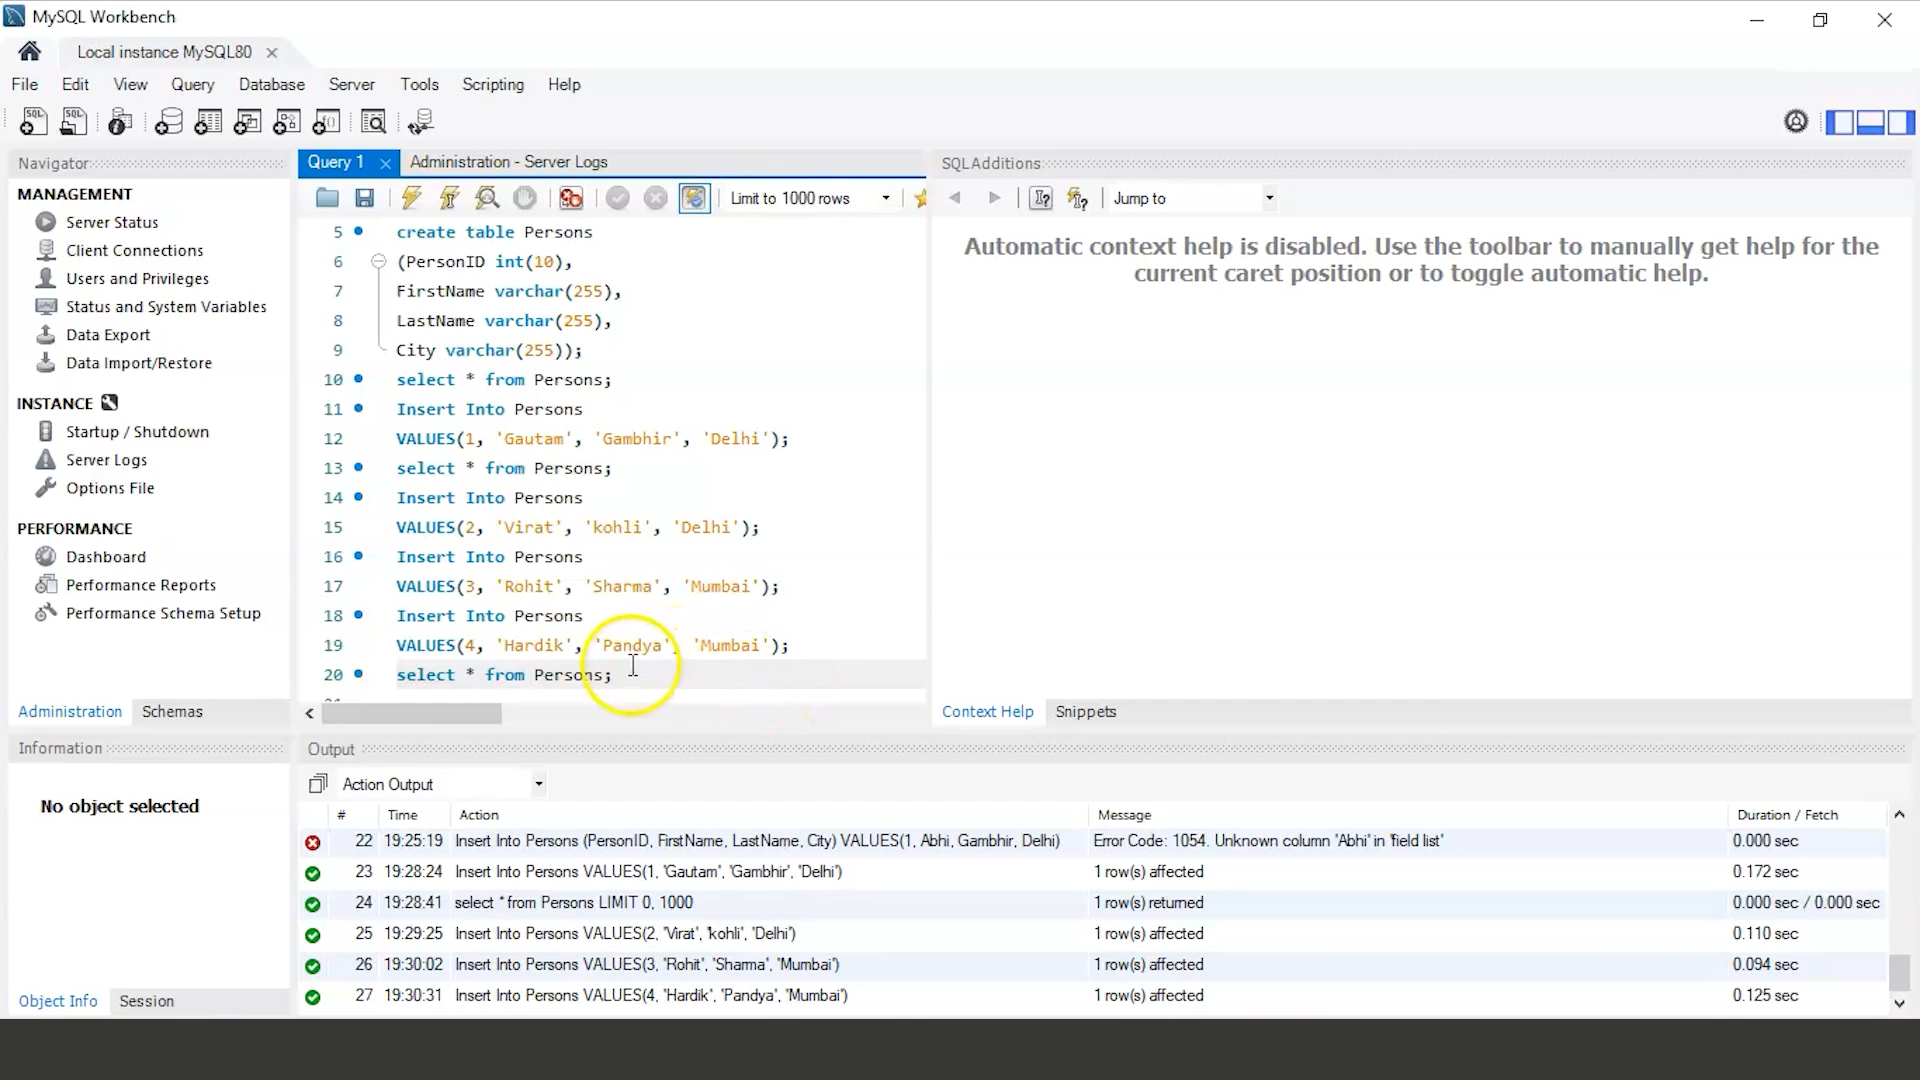 MySQL Workbench
Local instance MySQL80
File Edit View Query Database Server Tools Scripting Help
Navigator
MANAGEMENT
Server Status
Client Connections
Users and Privileges
Status and System Variables
Data Export
Data Import/Restore
INSTANCE
Startup / Shutdown
Server Logs
Options File
PERFORMANCE
Dashboard
Performance Reports
Performance Schema Setup
Administration Schemas
Query 1 Administration - Server Logs
Limit to 1000 rows
5 create table Persons
6 (PersonID int(10),
7 FirstName varchar(255),
8 LastName varchar(255),
9 City varchar(255));
10 select * from Persons;
11 Insert Into Persons
12 VALUES(1, 'Gautam', 'Gambhir', 'Delhi');
13 select * from Persons;
14 Insert Into Persons
15 VALUES(2, 'Virat', 'kohli', 'Delhi');
16 Insert Into Persons
17 VALUES(3, 'Rohit', 'Sharma', 'Mumbai');
18 Insert Into Persons
19 VALUES(4, 'Hardik', 'Pandya', 'Mumbai');
20 select * from Persons;
SQLAdditions
Jump to
Automatic context help is disabled. Use the toolbar to manually get help for the
current caret position or to toggle automatic help.
Context Help Snippets
Information
No object selected
Object Info Session
Output
Action Output
# Time Action Message Duration / Fetch
22 19:25:19 Insert Into Persons (PersonID, FirstName, LastName, City) VALUES(1, Abhi, Gambhir, Delhi) Error Code: 1054. Unknown column 'Abhi' in 'field list' 0.000 sec
23 19:28:24 Insert Into Persons VALUES(1, 'Gautam', 'Gambhir', 'Delhi') 1 row(s) affected 0.172 sec
24 19:28:41 select * from Persons LIMIT 0, 1000 1 row(s) returned 0.000 sec / 0.000 sec
25 19:29:25 Insert Into Persons VALUES(2, 'Virat', 'kohli', 'Delhi') 1 row(s) affected 0.110 sec
26 19:30:02 Insert Into Persons VALUES(3, 'Rohit', 'Sharma', 'Mumbai') 1 row(s) affected 0.094 sec
27 19:30:31 Insert Into Persons VALUES(4, 'Hardik', 'Pandya', 'Mumbai') 1 row(s) affected 0.125 sec